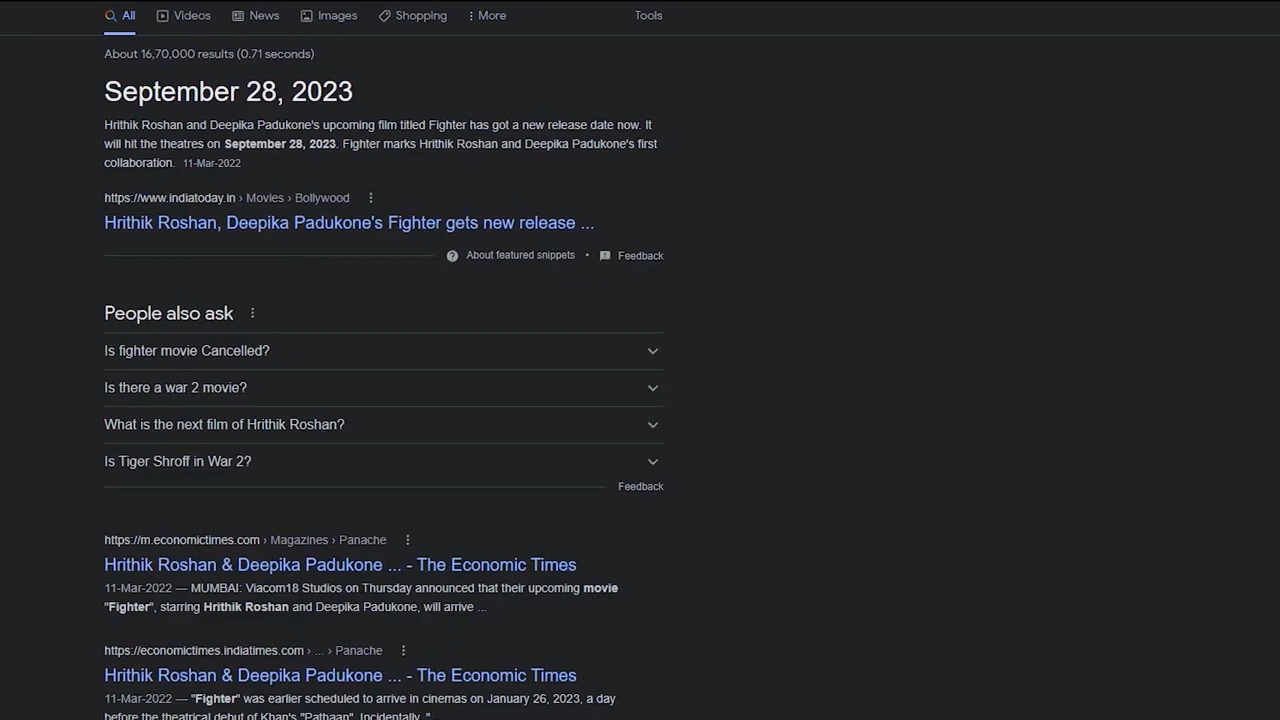 All Videos News Images Shopping More Tools
About 16,70,000 results (0.71 seconds)
September 28, 2023
Hrithik Roshan and Deepika Padukone's upcoming film titled Fighter has got a new release date now. It
will hit the theatres on September 28, 2023. Fighter marks Hrithik Roshan and Deepika Padukone's first
collaboration. 11-Mar-2022
https://www.indiatoday.in › Movies › Bollywood
Hrithik Roshan, Deepika Padukone's Fighter gets new release ...
About featured snippets • Feedback
People also ask
Is fighter movie Cancelled?
Is there a war 2 movie?
What is the next film of Hrithik Roshan?
Is Tiger Shroff in War 2?
Feedback
https://m.economictimes.com › Magazines › Panache
Hrithik Roshan & Deepika Padukone ... - The Economic Times
11-Mar-2022 — MUMBAI: Viacom18 Studios on Thursday announced that their upcoming movie
"Fighter", starring Hrithik Roshan and Deepika Padukone, will arrive ...
https://economictimes.indiatimes.com › ... › Panache
Hrithik Roshan & Deepika Padukone ... - The Economic Times
11-Mar-2022 — "Fighter" was earlier scheduled to arrive in cinemas on January 26, 2023, a day
before the theatrical debut of Khan's "Pathaan". Incidentally, "